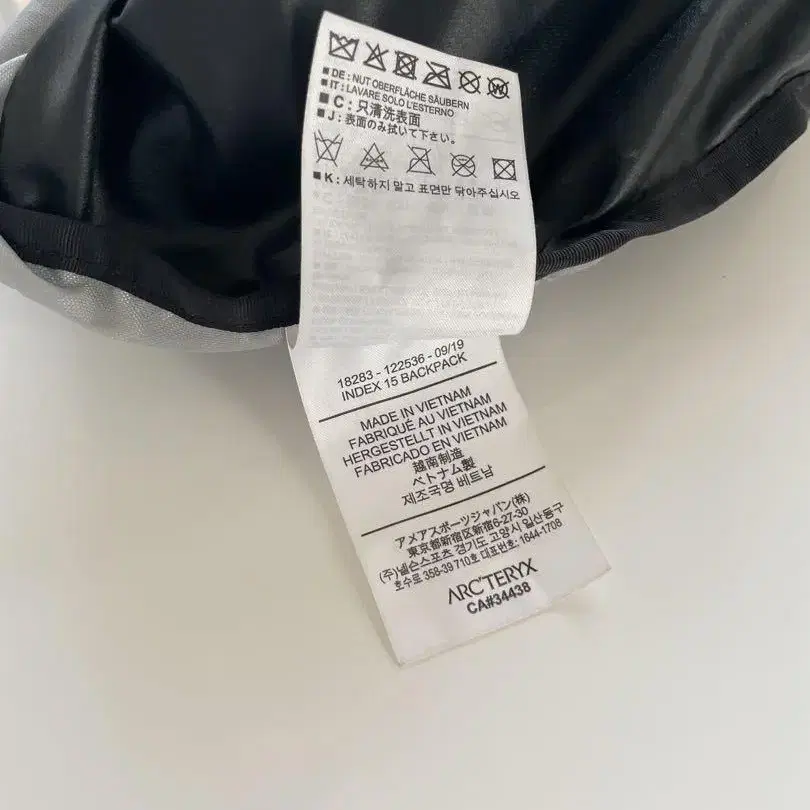 ■ DE : NUT OBERFLÄCHE SÄUBERN
■ IT : LAVARE SOLO L'ESTERNO
■ C : 只清洗表面
■ J : 表面のみ拭いて下さい。
■ K : 세탁하지 말고 표면만 닦아주십시오
18283 - 122536 - 09/19
INDEX 15 BACKPACK
MADE IN VIETNAM
FABRIQUÉ AU VIETNAM
HERGESTELLT IN VIETNAM
FABRICADO EN VIETNAM
越南制造
ベトナム製
제조국명 베트남
アメアスポーツジャパン(株)
東京都新宿区新宿6-27-30
(주)넬슨스포츠 경기도 고양시 일산동구
호수로 358-39 710호 대표번호: 1644-1708
ARC'TERYX
CA#34438